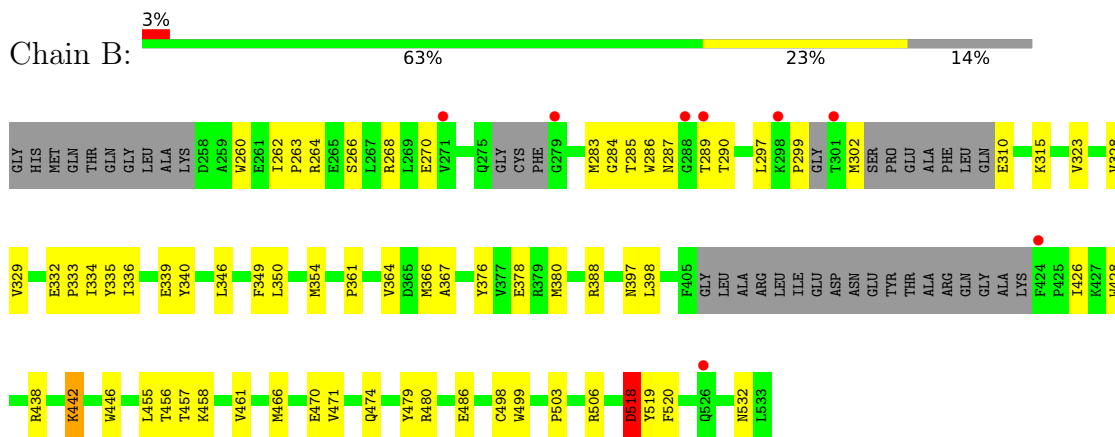 3%
Chain B:
63% 23% 14%
GLY HIS MET GLN THR GLN GLY LEU ALA LYS D258 A259 W260 E261 I262 P263 R264 E265 S266 L267 R268 L269 E270 V271 Q275 GLY CYS PHE G279 M283 G284 T285 W286 N287 G288 T289 T290 L297 K298 P299 GLY T301 M302 SER PRO GLU ALA PHE LEU GLN E310 K315 V323 V328
V329 E332 P333 I334 Y335 I336 E339 Y340 L346 F349 L350 M354 P361 V364 D365 M366 A367 Y376 V377 E378 R379 M380 R388 N397 L398 F405 GLY LEU ALA ARG LEU ILE GLU ASP ASN GLU TYR THR ALA ARG GLN GLY ALA LYS F424 P425 I426 K427 W428
R438 K442 W446 L455 T456 T457 K458 V461 M466 E470 V471 Q474 Y479 R480 E486 C498 W499 P503 R506 D518 Y519 F520 Q526 N532 L533